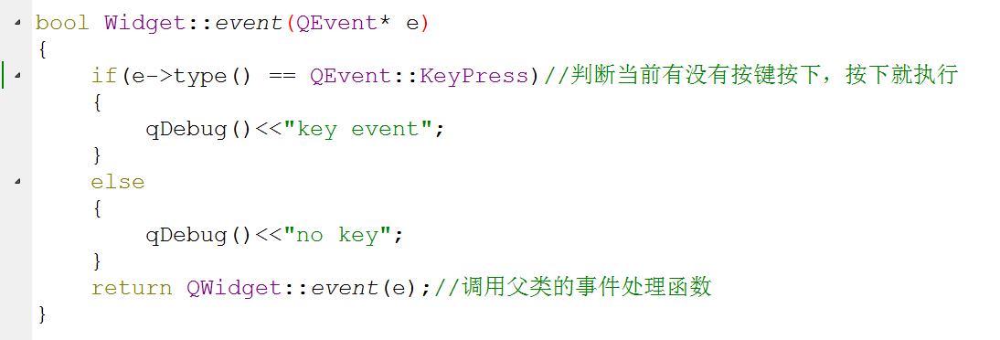 bool Widget::event(QEvent* e)
{
    if(e->type() == QEvent::KeyPress)//判断当前有没有按键按下，按下就执行
    {
        qDebug()<<"key event";
    }
    else
    {
        qDebug()<<"no key";
    }
    return QWidget::event(e);//调用父类的事件处理函数
}